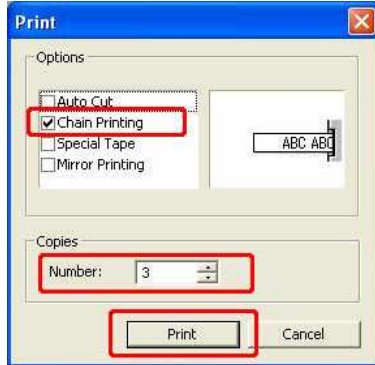 Print
Options
Auto Cut
Chain Printing
Special Tape
Mirror Printing
ABC ABC
Copies
Number: 3
Print Cancel